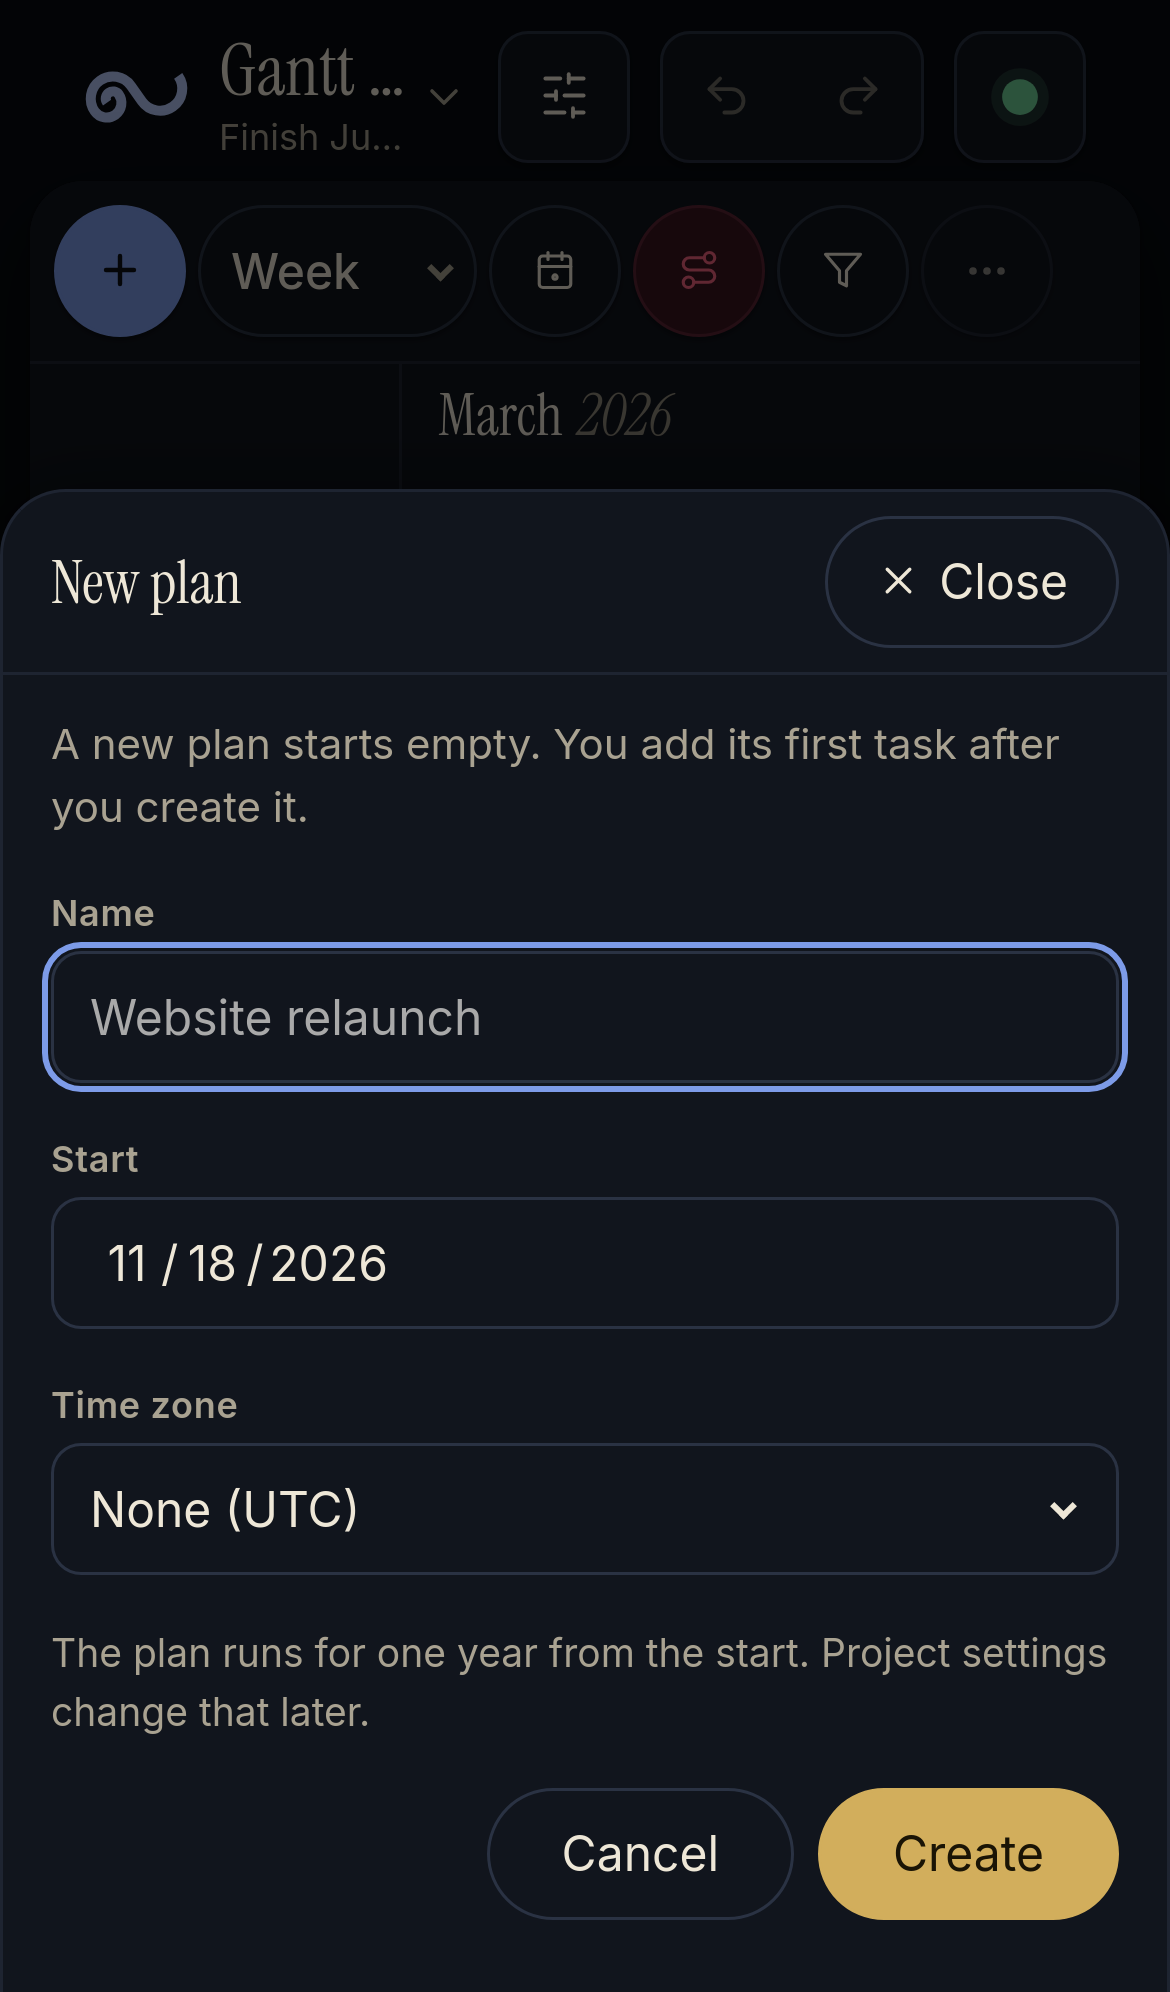 Gantt ...
Finish Ju...
Week
March 2026
New plan
Close
A new plan starts empty. You add its first task after
you create it.
Name
Website relaunch
Start
11 / 18 / 2026
Time zone
None (UTC)
The plan runs for one year from the start. Project settings
change that later.
Cancel
Create